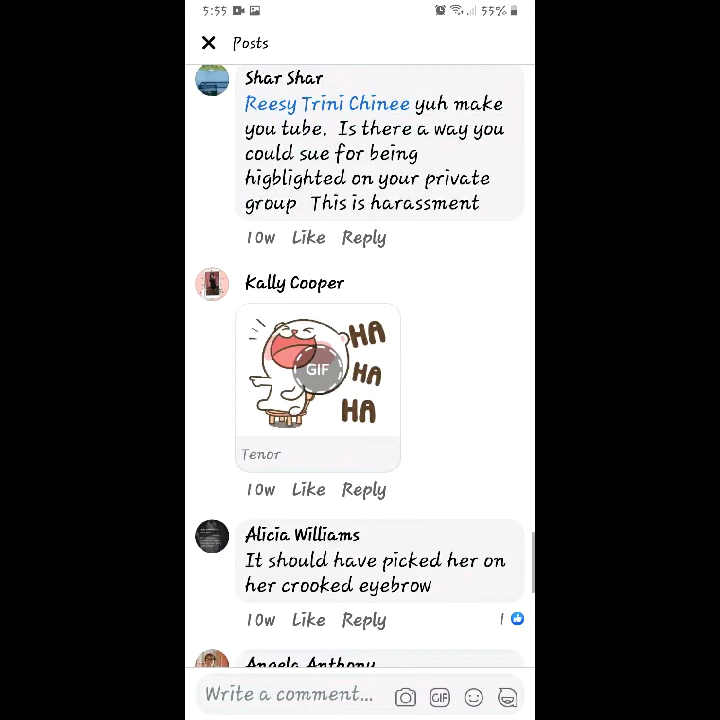 5:55 55%
Posts
Shar Shar
Reesy Trini Chinee yuh make
you tube. Is there a way you
could sue for being
higblighted on your private
group This is harassment
10w Like Reply
Kally Cooper
HA
HA
HA
GIF
Tenor
10w Like Reply
Alicia Williams
It should have picked her on
her crooked eyebrow
10w Like Reply 1
Angela Anthony
Write a comment... GIF